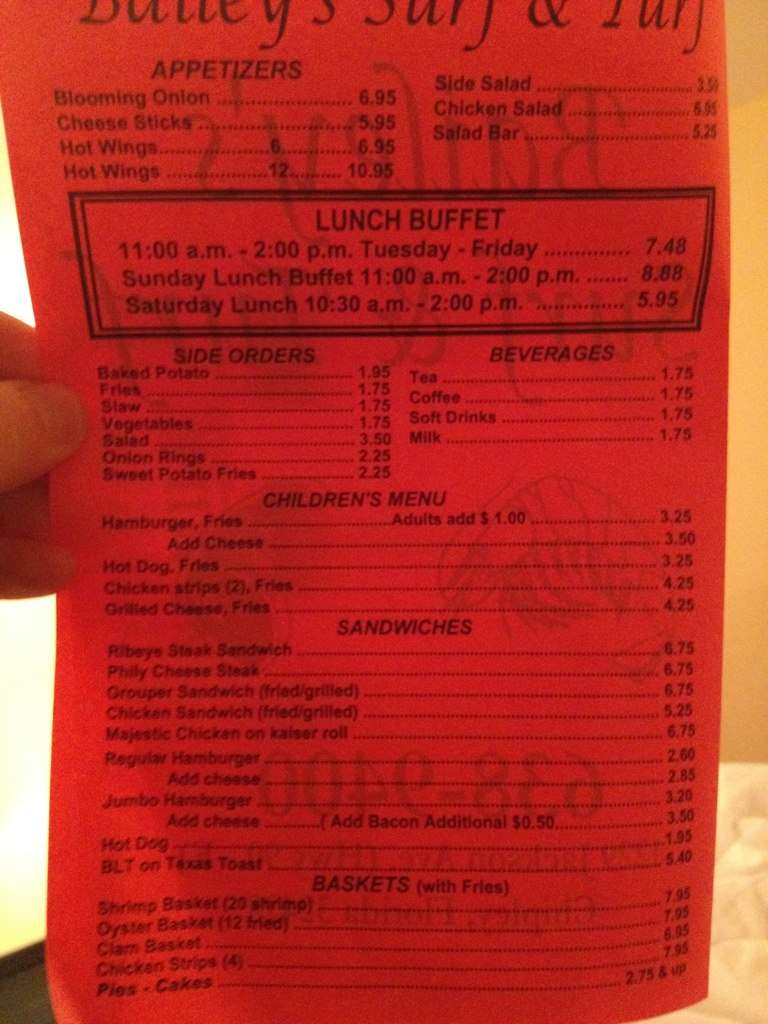 Bailey's Surf & Turf
APPETIZERS
Blooming Onion .......................... 6.95
Cheese Sticks .......................... 5.95
Hot Wings..................6.............. 6.95
Hot Wings ..................12........... 10.95
Side Salad .................................... 3.50
Chicken Salad ......................... 6.95
Salad Bar .................................... 5.25
LUNCH BUFFET
11:00 a.m. - 2:00 p.m. Tuesday - Friday .............. 7.48
Sunday Lunch Buffet 11:00 a.m. - 2:00 p.m. ....... 8.88
Saturday Lunch 10:30 a.m. - 2:00 p.m. ............... 5.95
SIDE ORDERS
Baked Potato .............................. 1.95
Fries ............................................ 1.75
Slaw ............................................ 1.75
Vegetables .................................. 1.75
Salad ........................................... 3.50
Onion Rings ................................ 2.25
Sweet Potato Fries ..................... 2.25
BEVERAGES
Tea ............................................. 1.75
Coffee ......................................... 1.75
Soft Drinks .................................. 1.75
Milk ............................................. 1.75
CHILDREN'S MENU
Hamburger, Fries ..............................Adults add $ 1.00 ........................... 3.25
Add Cheese .................................................................. 3.50
Hot Dog, Fries ............................................................................ 3.25
Chicken strips (2), Fries ............................................................. 4.25
Grilled Cheese, Fries .................................................................. 4.25
SANDWICHES
Ribeye Steak Sandwich .............................................................. 6.75
Philly Cheese Steak ..................................................................... 6.75
Grouper Sandwich (fried/grilled) .................................................. 6.75
Chicken Sandwich (fried/grilled) .................................................. 5.25
Majestic Chicken on kaiser roll ..................................................... 6.75
Regular Hamburger ..................................................................... 2.60
Add cheese ................................................................... 2.85
Jumbo Hamburger ....................................................................... 3.20
Add cheese ............( Add Bacon Additional $0.50..................... 3.50
Hot Dog ....................................................................................... 1.95
BLT on Texas Toast ..................................................................... 5.40
BASKETS (with Fries)
Shrimp Basket (20 shrimp) .......................................................... 7.95
Oyster Basket (12 fried) .............................................................. 7.95
Clam Basket ................................................................................ 6.95
Chicken Strips (4) ........................................................................ 7.95
Pies - Cakes ......................................................................... 2.75 & up